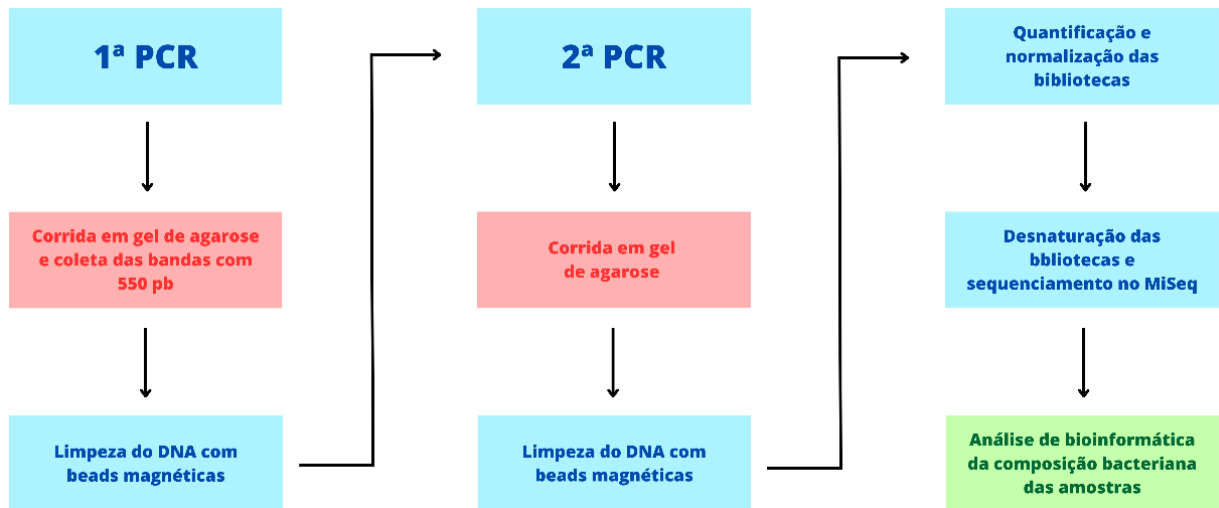 1ª PCR
Corrida em gel de agarose
e coleta das bandas com
550 pb
Limpeza do DNA com
beads magnéticas
2ª PCR
Corrida em gel
de agarose
Limpeza do DNA com
beads magnéticas
Quantificação e
normalização das
bibliotecas
Desnaturação das
bbliotecas e
sequenciamento no MiSeq
Análise de bioinformática
da composição bacteriana
das amostras